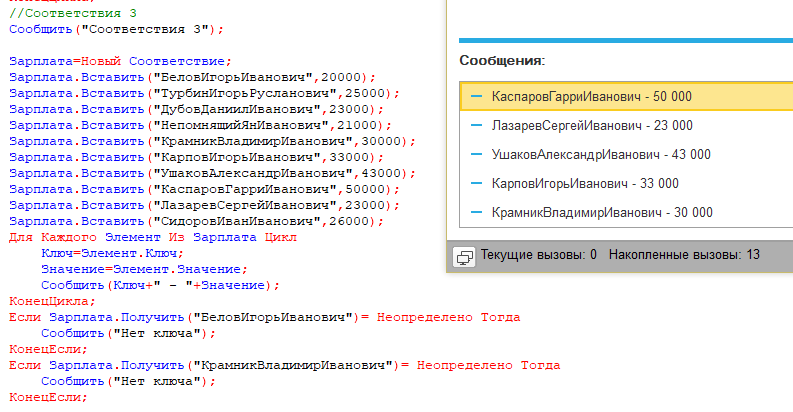 //Соответствия 3
Сообщить("Соответствия 3");
Зарплата=Новый Соответствие;
Зарплата.Вставить("БеловИгорьИванович",20000);
Зарплата.Вставить("ТурбинИгорьРусланович",25000);
Зарплата.Вставить("ДубовДаниилИванович",23000);
Зарплата.Вставить("НепомнящийЯнИванович",21000);
Зарплата.Вставить("КрамникВладимирИванович",30000);
Зарплата.Вставить("КарповИгорьИванович",33000);
Зарплата.Вставить("УшаковАлександрИванович",43000);
Зарплата.Вставить("КаспаровГарриИванович",50000);
Зарплата.Вставить("ЛазаревСергейИванович",23000);
Зарплата.Вставить("СидоровИванИванович",26000);
Для Каждого Элемент Из Зарплата Цикл
Ключ=Элемент.Ключ;
Значение=Элемент.Значение;
Сообщить(Ключ+" - "+Значение);
КонецЦикла;
Если Зарплата.Получить("БеловИгорьИванович")= Неопределено Тогда
Сообщить("Нет ключа");
КонецЕсли;
Если Зарплата.Получить("КрамникВладимирИванович")= Неопределено Тогда
Сообщить("Нет ключа");
КонецЕсли;
Сообщения:
КаспаровГарриИванович - 50 000
ЛазаревСергейИванович - 23 000
УшаковАлександрИванович - 43 000
КарповИгорьИванович - 33 000
КрамникВладимирИванович - 30 000
Текущие вызовы: 0 Накопленные вызовы: 13